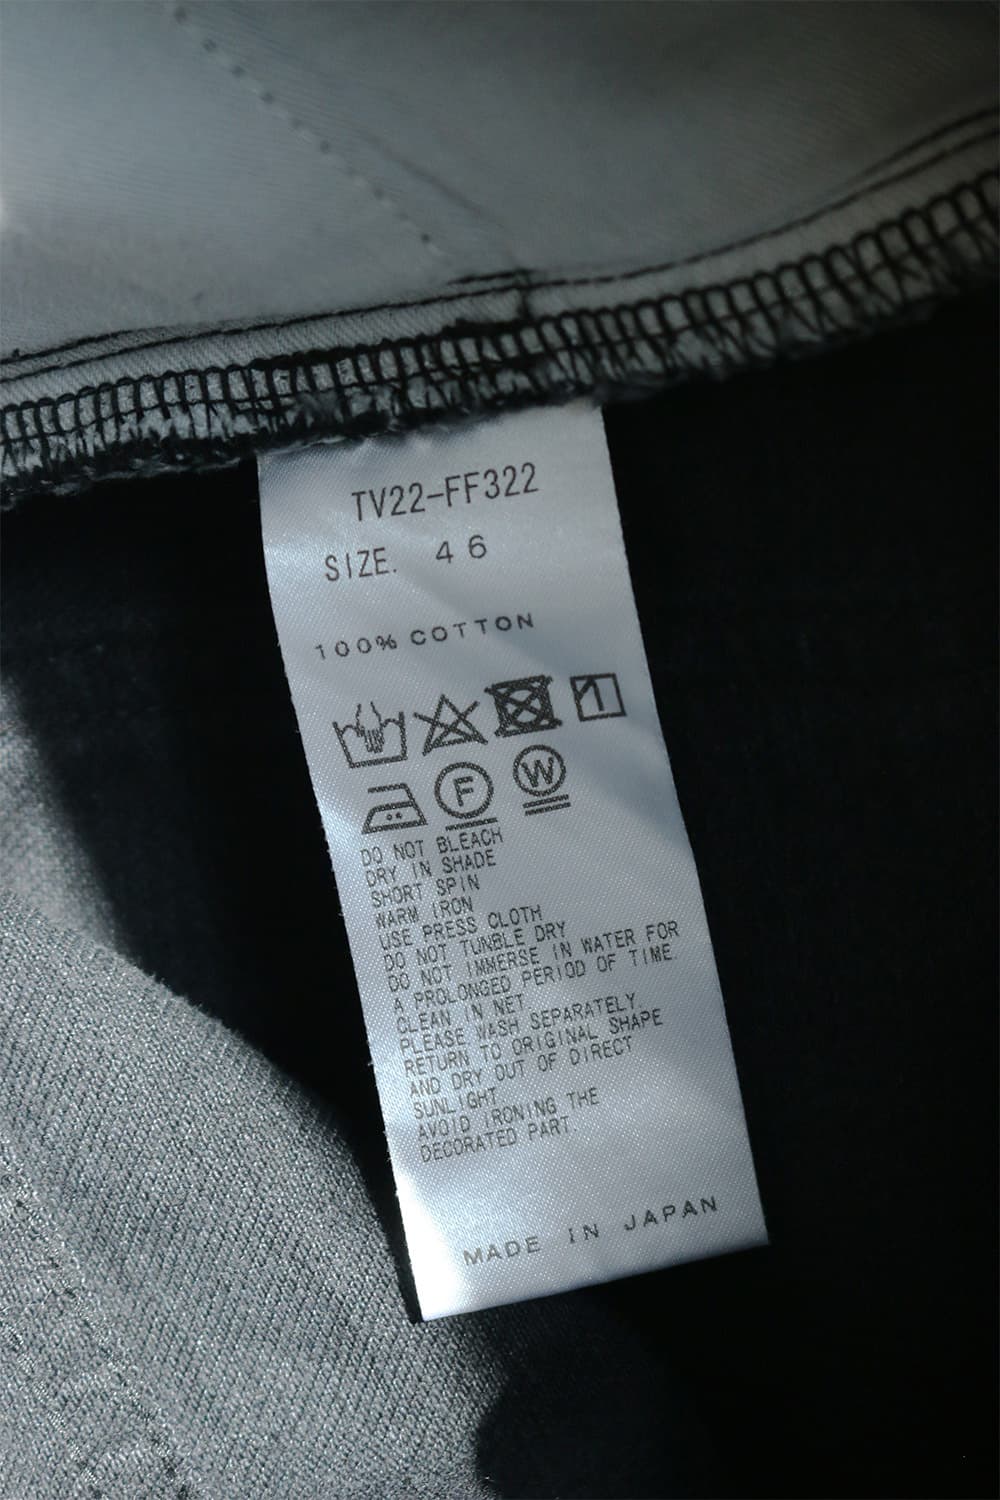 TV22-FF322
SIZE. 46
100% COTTON
F W
DO NOT BLEACH
DRY IN SHADE
SHORT SPIN
WARM IRON
USE PRESS CLOTH
DO NOT TUNBLE DRY
DO NOT IMMERSE IN WATER FOR
A PROLONGED PERIOD OF TIME.
CLEAN IN NET
PLEASE WASH SEPARATELY.
RETURN TO ORIGINAL SHAPE
AND DRY OUT OF DIRECT
SUNLIGHT
AVOID IRONING THE
DECORATED PART.
MADE IN JAPAN